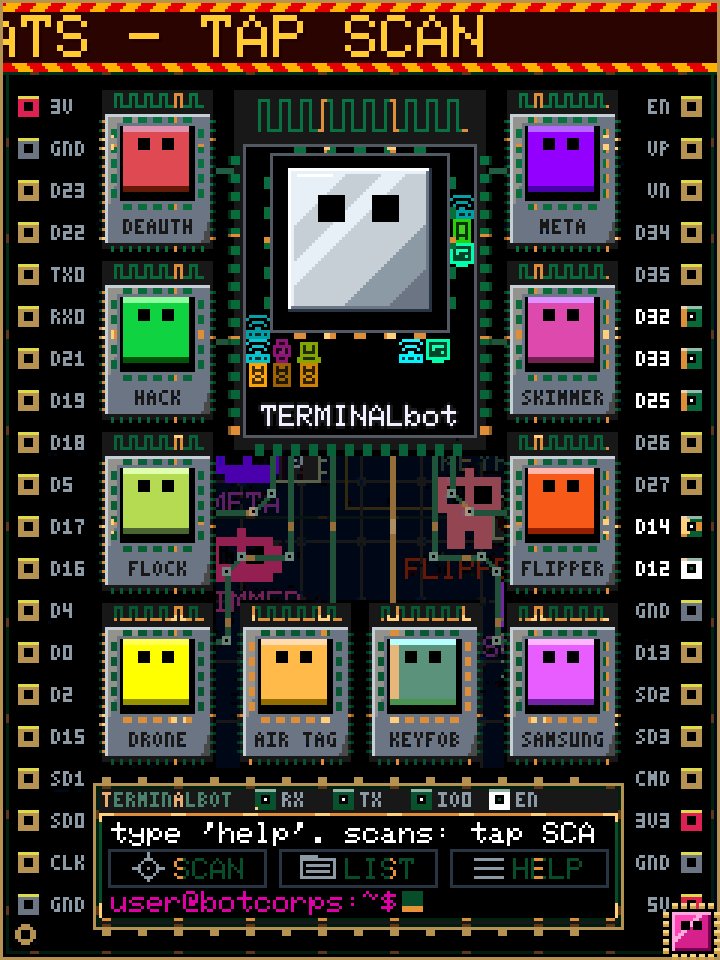 ATS - TAP SCAN
3V
GND
D23
D22
TX0
RX0
D21
D19
D18
D5
D17
D16
D4
D0
D2
D15
SD1
SD0
CLK
GND
DEAUTH
HACK
FLOCK
DRONE
TERMINALbot
META
FLIPP
AIR TAG
KEYFOB
META
SKIMMER
FLIPPER
SAMSUNG
EN
VP
VN
D34
D35
D32
D33
D25
D26
D27
D14
D12
GND
D13
SD2
SD3
CMD
3V3
GND
5V
TERMINALBOT RX TX IO0 EN
type 'help'. scans: tap SCA
SCAN LIST HELP
user@botcorps:~$